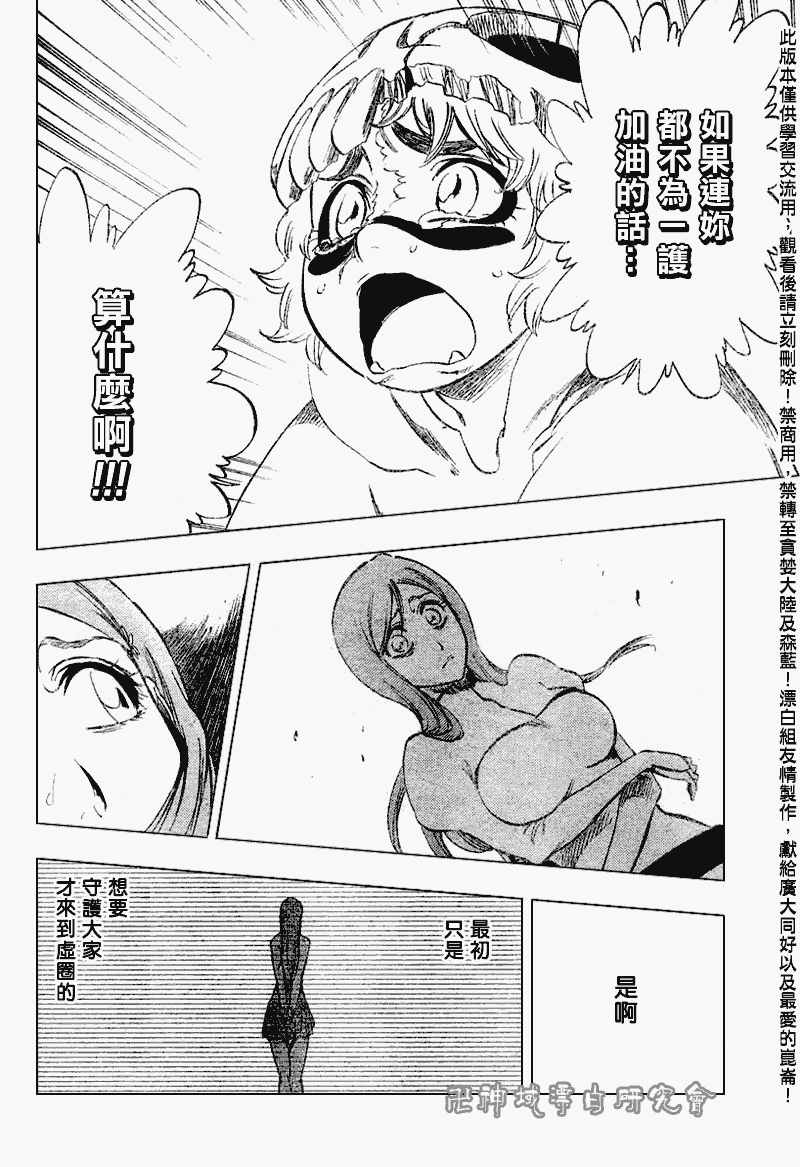 如果連妳
都不為一護
加油的話…
算什麼啊!!!
是啊
最初
只是
想要
守護大家
才來到虛圈的
此版本僅供學習交流用，觀看後請立刻刪除！禁商用，禁轉至貪婪大陸及森藍！漂白組友情製作，獻給廣大同好以及最愛的崑崙！
卍神域漂白研究會